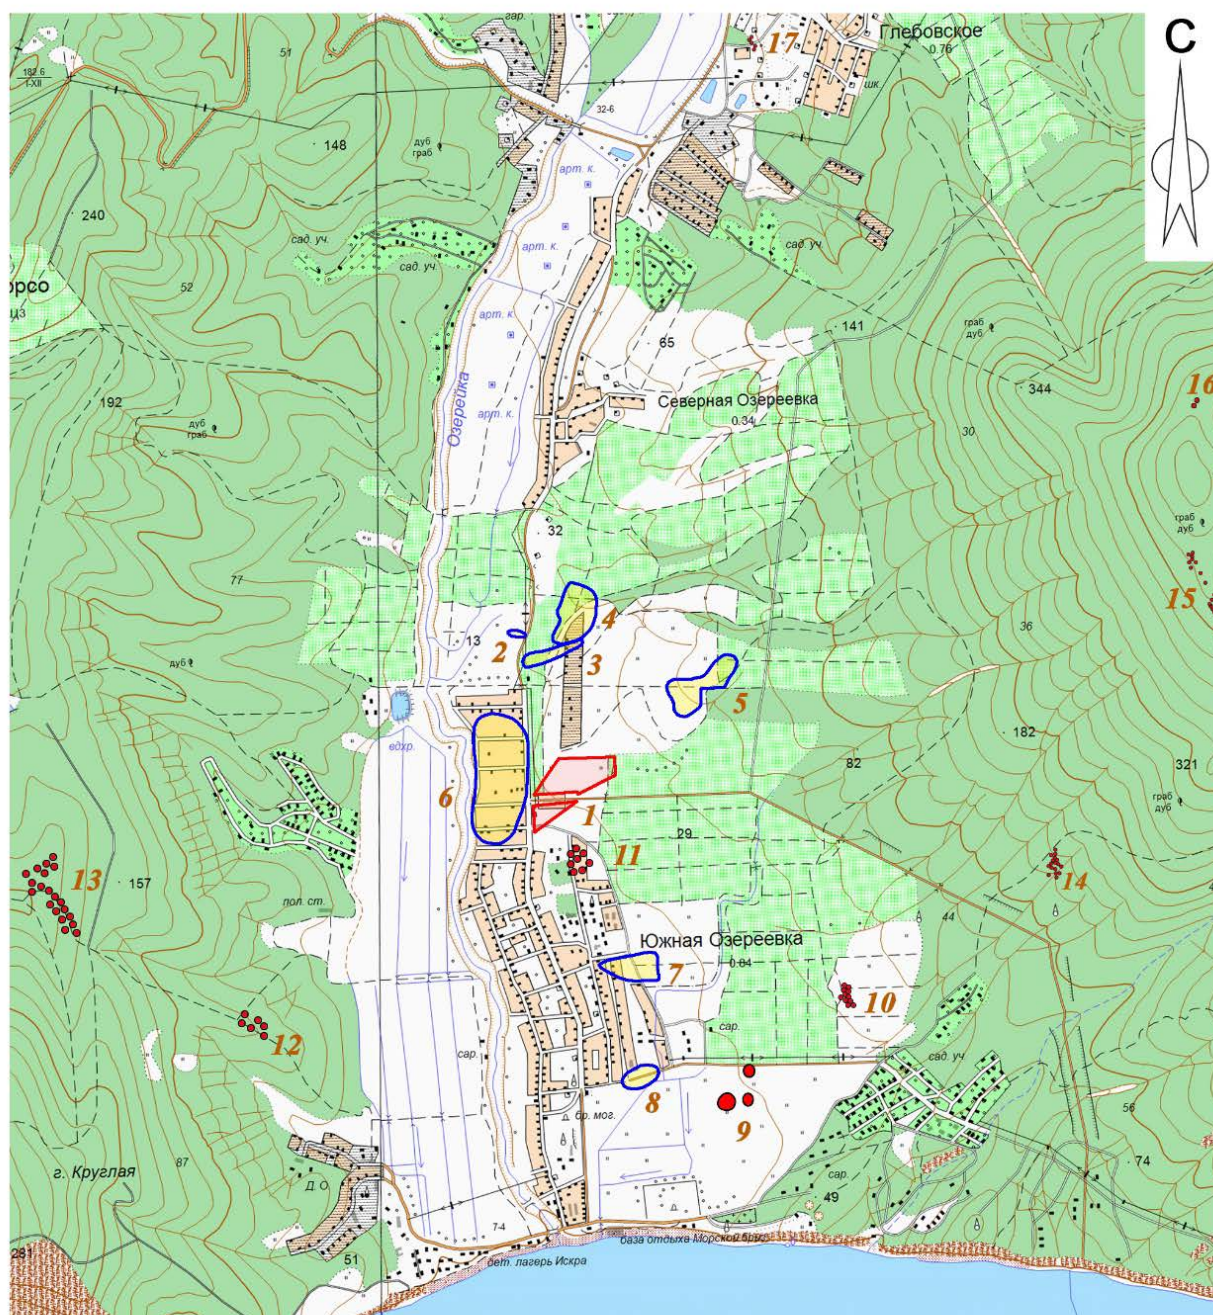 гар.
51
17
Глебовское
0.76
С
182.6
I-XII
шк.
32-6
148
дуб
граб
арт. к.
240
сад. уч.
арт. к.
сад. уч.
сад. уч.
52
арт. к.
141
граб
дуб
65
Озерейка
344
16
192
арт. к.
Северная Озереевка
0.34
дуб
граб
30
32
граб
дуб
77
15
4
36
2
13
3
дуб
5
182
вдхр.
82
321
6
1
граб
дуб
29
11
13
157
14
пол. ст.
44
Южная Озереевка
7
0.64
10
12
сар.
сар.
сад. уч
8
бр. мог.
9
56
г. Круглая
87
74
сар.
Д. О.
49
7-4
база отдыха Морской бриз
281
51
дет. лагерь Искра